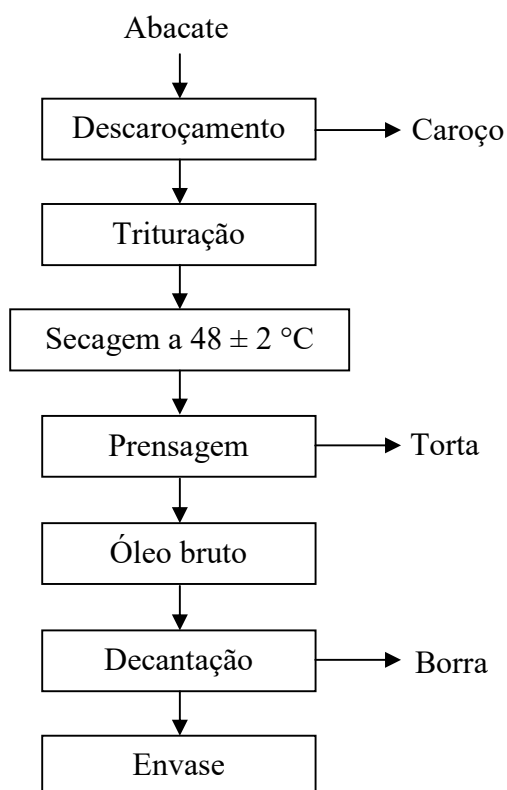 Abacate
Descaroçamento
Caroço
Trituração
Secagem a 48 ± 2 °C
Prensagem
Torta
Óleo bruto
Decantação
Borra
Envase